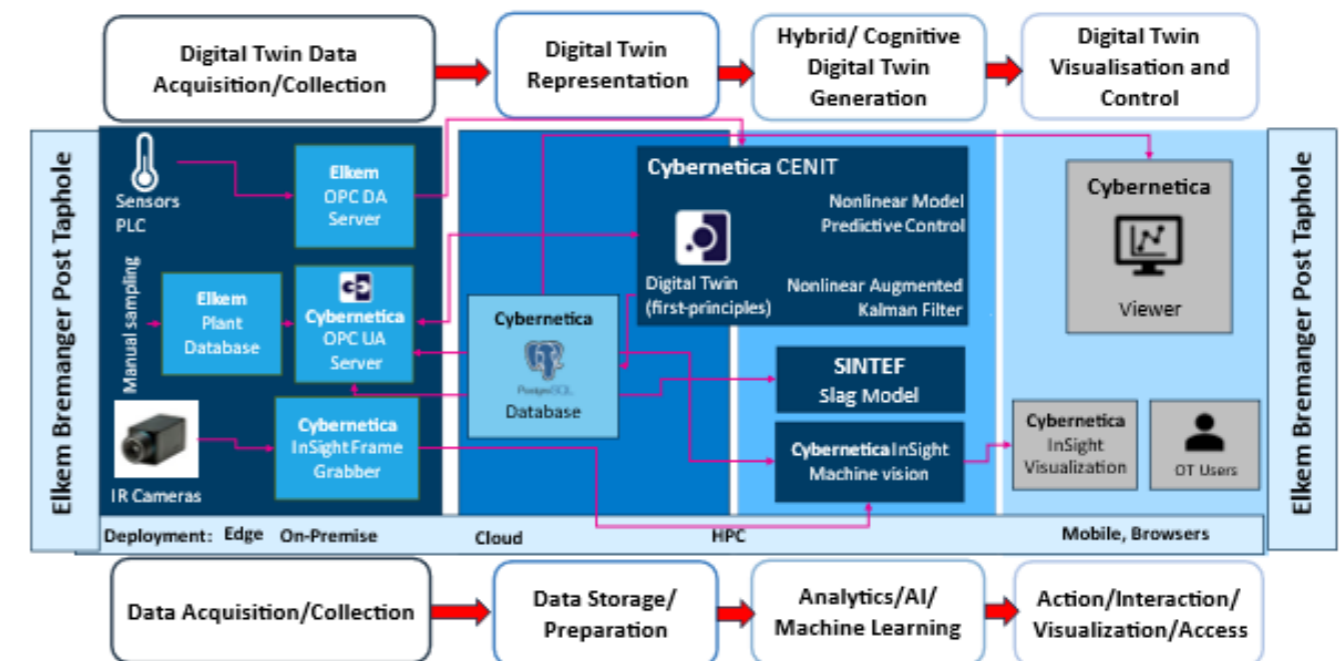 Digital Twin Data
Acquisition/Collection
Digital Twin
Representation
Hybrid/ Cognitive
Digital Twin
Generation
Digital Twin
Visualisation and
Control
Elkem Bremanger Post Taphole
Sensors
PLC
Elkem
OPC DA
Server
Manual sampling
Elkem
Plant
Database
Cybernetica
OPC UA
Server
IR Cameras
Cybernetica
InSight Frame
Grabber
Cybernetica
PostgreSQL
Database
Cybernetica CENIT
Nonlinear Model
Predictive Control
Digital Twin
(first-principles)
Nonlinear Augmented
Kalman Filter
SINTEF
Slag Model
Cybernetica InSight
Machine vision
Cybernetica
Viewer
Cybernetica
InSight
Visualization
OT Users
Elkem Bremanger Post Taphole
Deployment: Edge On-Premise Cloud HPC Mobile, Browsers
Data Acquisition/Collection
Data Storage/
Preparation
Analytics/AI/
Machine Learning
Action/Interaction/
Visualization/Access